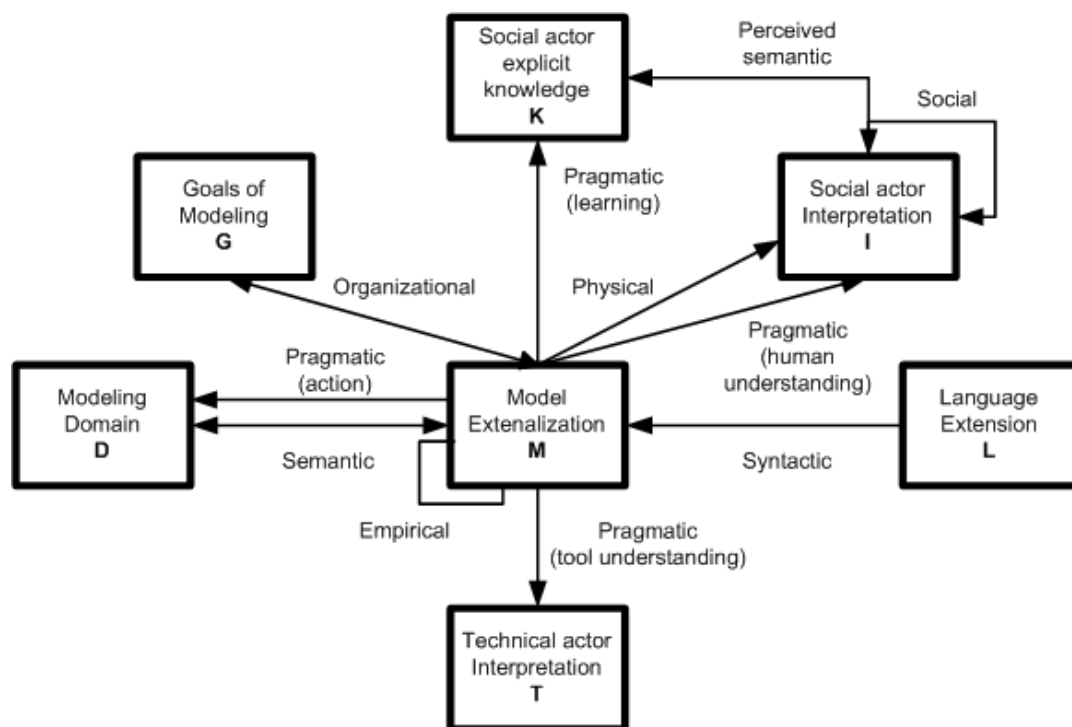 Social actor
explicit
knowledge
K
Perceived
semantic
Social
Goals of
Modeling
G
Pragmatic
(learning)
Social actor
Interpretation
I
Organizational
Physical
Pragmatic
(action)
Pragmatic
(human
understanding)
Modeling
Domain
D
Model
Extenalization
M
Language
Extension
L
Semantic
Syntactic
Empirical
Pragmatic
(tool understanding)
Technical actor
Interpretation
T